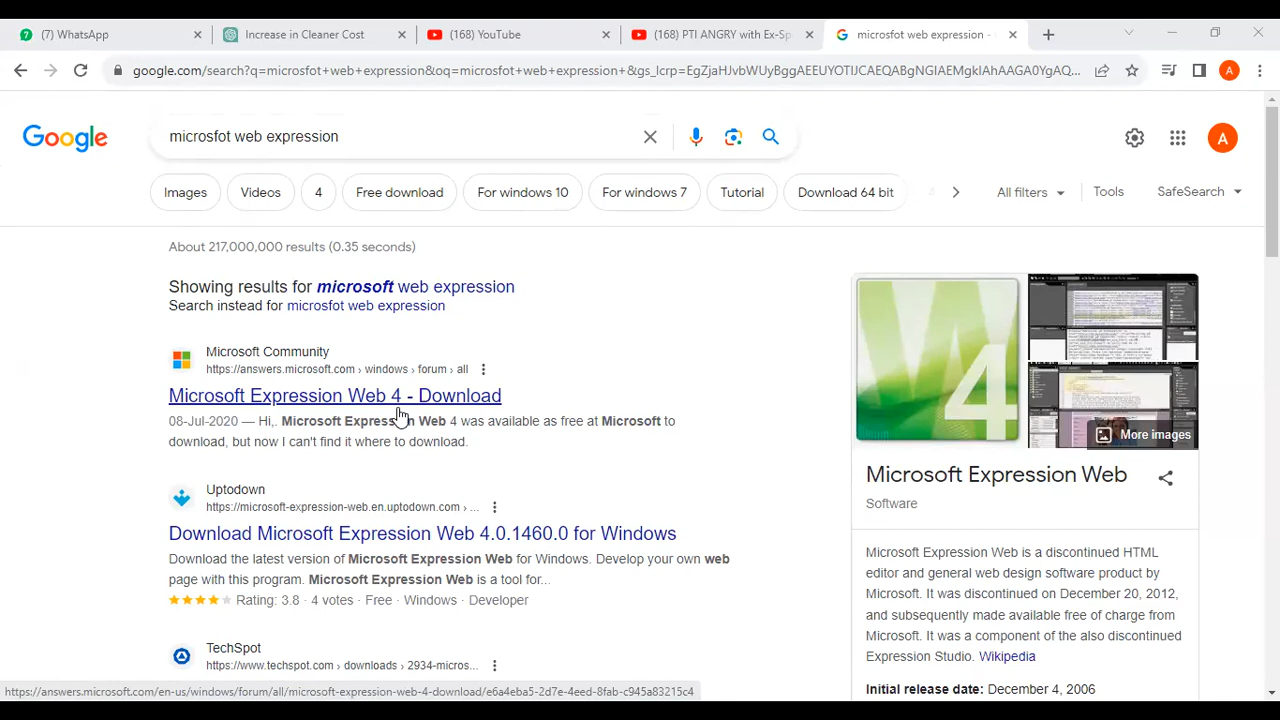 (7) WhatsApp
Increase in Cleaner Cost
(168) YouTube
(168) PTI ANGRY with Ex-Sp
microsfot web expression -
google.com/search?q=microsfot+web+expression&oq=microsfot+web+expression+&gs_lcrp=EgZjaHJvbWUyBggAEEUYOTIJCAEQABgNGIAEMgkIAhAAGA0YgAQ...
A
Google
microsfot web expression
A
Images
Videos
4
Free download
For windows 10
For windows 7
Tutorial
Download 64 bit
All filters
Tools
SafeSearch
About 217,000,000 results (0.35 seconds)
Showing results for microsoft web expression
Search instead for microsfot web expression
Microsoft Community
https://answers.microsoft.com › windows › forum › all
Microsoft Expression Web 4 - Download
08-Jul-2020 — Hi,. Microsoft Expression Web 4 was available as free at Microsoft to
download, but now I can't find it where to download.
Uptodown
https://microsoft-expression-web.en.uptodown.com › ...
Download Microsoft Expression Web 4.0.1460.0 for Windows
Download the latest version of Microsoft Expression Web for Windows. Develop your own web
page with this program. Microsoft Expression Web is a tool for...
Rating: 3.8 · 4 votes · Free · Windows · Developer
TechSpot
https://www.techspot.com › downloads › 2934-micros...
More images
Microsoft Expression Web
Software
Microsoft Expression Web is a discontinued HTML
editor and general web design software product by
Microsoft. It was discontinued on December 20, 2012,
and subsequently made available free of charge from
Microsoft. It was a component of the also discontinued
Expression Studio. Wikipedia
Initial release date: December 4, 2006
https://answers.microsoft.com/en-us/windows/forum/all/microsoft-expression-web-4-download/e6a4eba5-2d7e-4eed-8fab-c945a83215c4